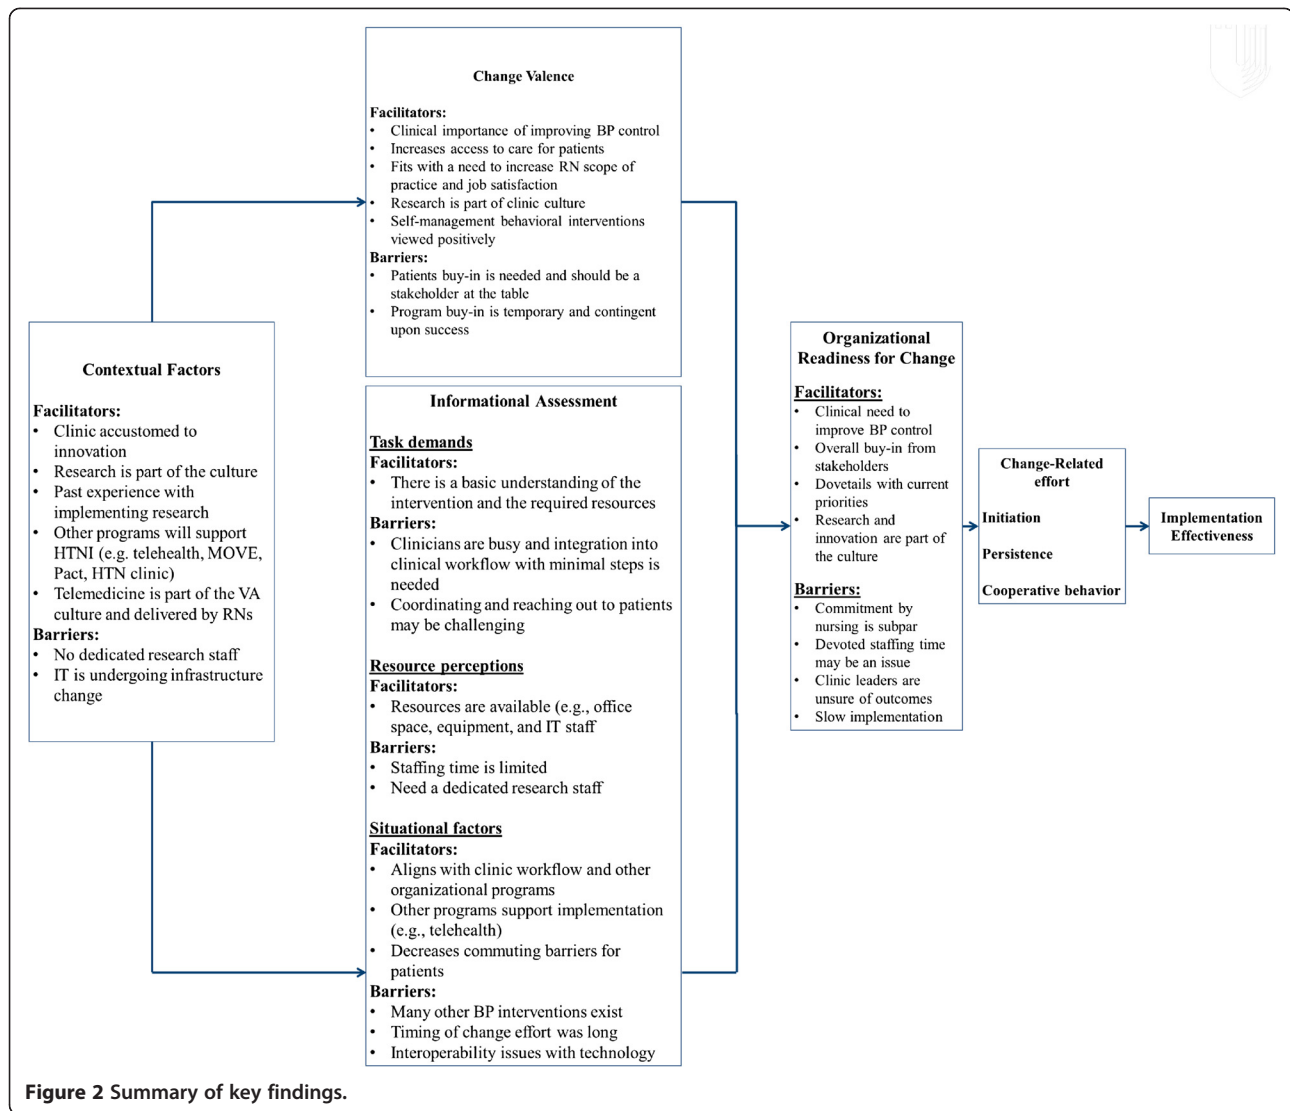 Change Valence
Facilitators:
• Clinical importance of improving BP control
• Increases access to care for patients
• Fits with a need to increase RN scope of
practice and job satisfaction
• Research is part of clinic culture
• Self-management behavioral interventions
viewed positively
Barriers:
• Patients buy-in is needed and should be a
stakeholder at the table
• Program buy-in is temporary and contingent
upon success
Contextual Factors
Facilitators:
• Clinic accustomed to
innovation
• Research is part of the culture
• Past experience with
implementing research
• Other programs will support
HTNI (e.g. telehealth, MOVE,
Pact, HTN clinic)
• Telemedicine is part of the VA
culture and delivered by RNs
Barriers:
• No dedicated research staff
• IT is undergoing infrastructure
change
Informational Assessment
Task demands
Facilitators:
• There is a basic understanding of the
intervention and the required resources
Barriers:
• Clinicians are busy and integration into
clinical workflow with minimal steps is
needed
• Coordinating and reaching out to patients
may be challenging
Resource perceptions
Facilitators:
• Resources are available (e.g., office
space, equipment, and IT staff
Barriers:
• Staffing time is limited
• Need a dedicated research staff
Situational factors
Facilitators:
• Aligns with clinic workflow and other
organizational programs
• Other programs support implementation
(e.g., telehealth)
• Decreases commuting barriers for
patients
Barriers:
• Many other BP interventions exist
• Timing of change effort was long
• Interoperability issues with technology
Organizational
Readiness for Change
Facilitators:
• Clinical need to
improve BP control
• Overall buy-in from
stakeholders
• Dovetails with current
priorities
• Research and
innovation are part of
the culture
Barriers:
• Commitment by
nursing is subpar
• Devoted staffing time
may be an issue
• Clinic leaders are
unsure of outcomes
• Slow implementation
Change-Related
effort
Initiation
Persistence
Cooperative behavior
Implementation
Effectiveness
Figure 2 Summary of key findings.